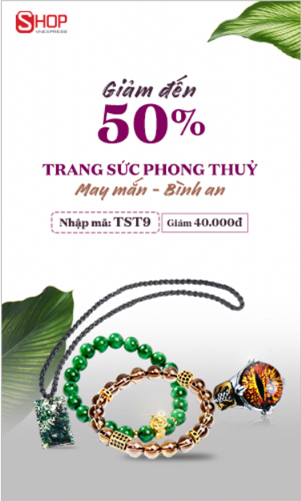 SHOP
VNEXPRESS
Giảm đến
50%
TRANG SỨC PHONG THUỶ
May mắn - Bình an
Nhập mã: TST9 Giảm 40.000đ